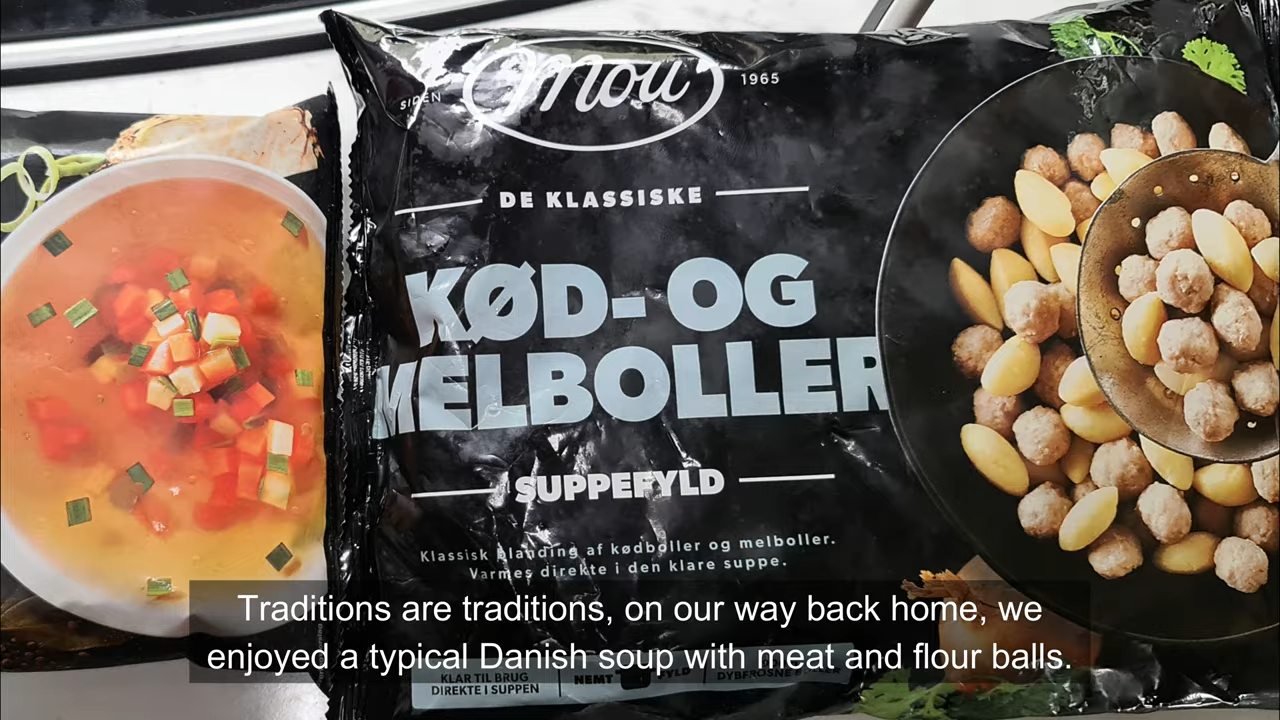 SIDEN Mou 1965
DE KLASSISKE
KØD- OG
MELBOLLER
SUPPEFYLD
Klassisk blanding af kødboller og melboller.
Varmes direkte i den klare suppe.
Traditions are traditions, on our way back home, we
enjoyed a typical Danish soup with meat and flour balls.
KLAR TIL BRUG
DIREKTE I SUPPEN
NEMT